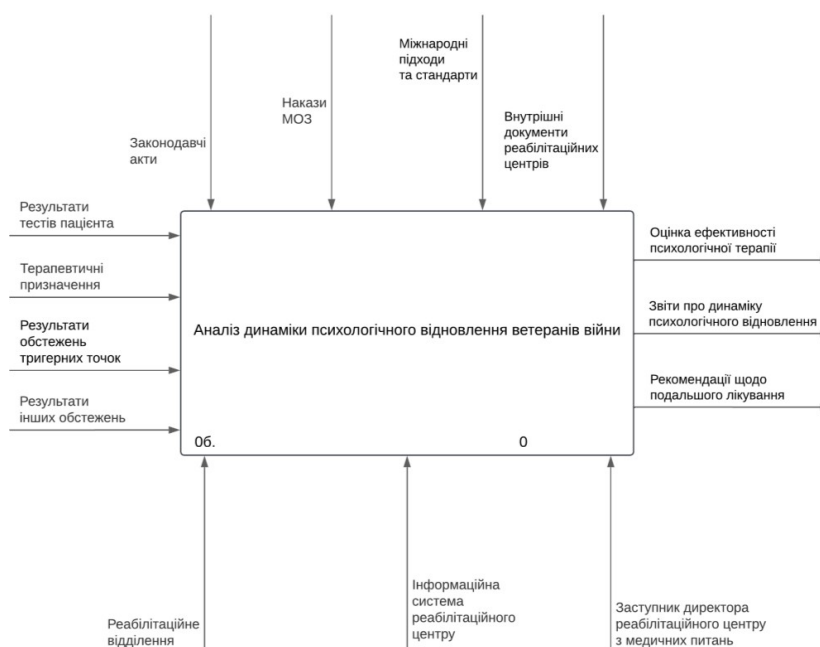 Міжнародні
підходи
та стандарти
Накази
МОЗ
Внутрішні
документи
реабілітаційних
центрів
Законодавчі
акти
Результати
тестів пацієнта
Терапевтичні
призначення
Результати
обстежень
тригерних точок
Результати
інших обстежень
Аналіз динаміки психологічного відновлення ветеранів війни
0б.
0
Оцінка ефективності
психологічної терапії
Звіти про динаміку
психологічного відновлення
Рекомендації щодо
подальшого лікування
Реабілітаційне
відділення
Інформаційна
система
реабілітаційного
центру
Заступник директора
реабілітаційного центру
з медичних питань